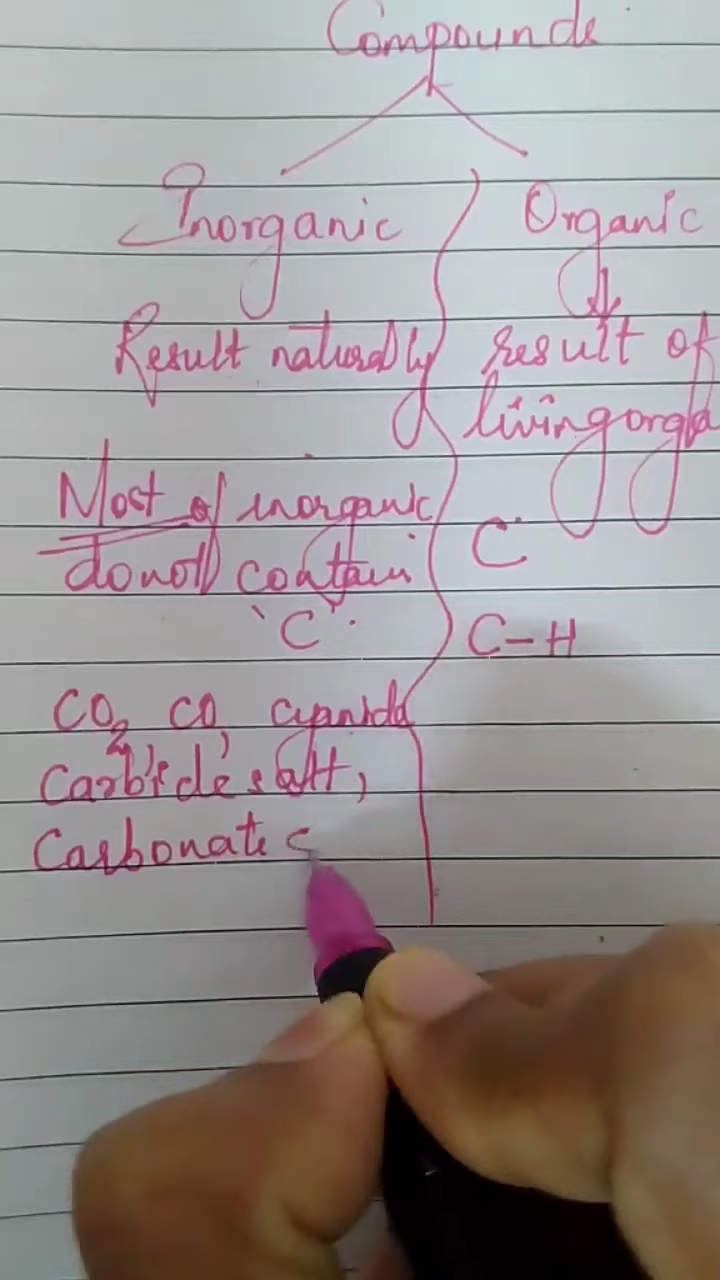 Compounds
Inorganic Organic
Result naturally result of
living orga
Most of inorganic
do not contain C
'C'. C-H
CO2, CO, cyanide
Carbide salt,
Carbonate s